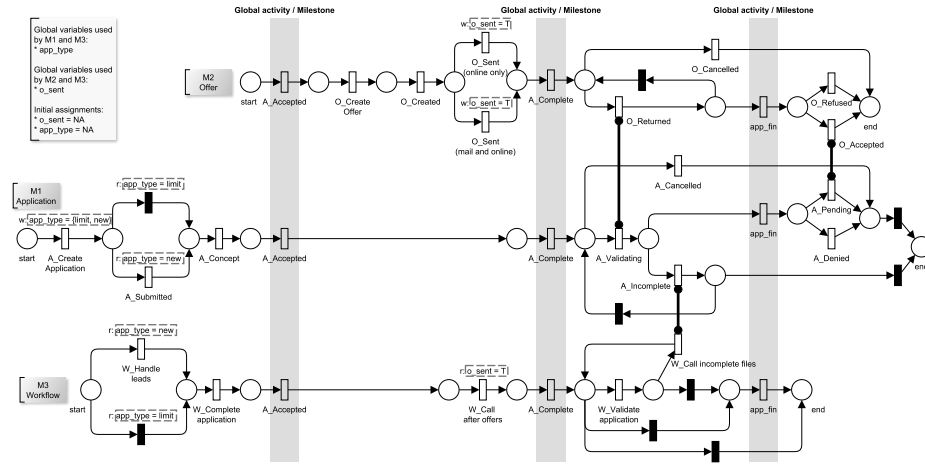 Global activity / Milestone
Global activity / Milestone
Global activity / Milestone
Global variables used
by M1 and M3:
* app_type
Global variables used
by M2 and M3:
* o_sent
Initial assignments:
* o_sent = NA
* app_type = NA
M2
Offer
start
A_Accepted
O_Create
Offer
O_Created
w: o_sent = T
O_Sent
(online only)
w: o_sent = T
O_Sent
(mail and online)
A_Complete
O_Cancelled
O_Returned
app_fin
O_Refused
end
O_Accepted
M1
Application
w: app_type = {limit, new}
start
A_Create
Application
r: app_type = limit
r: app_type = new
A_Submitted
A_Concept
A_Accepted
A_Complete
A_Cancelled
A_Validating
A_Incomplete
app_fin
A_Pending
A_Denied
end
M3
Workflow
start
r: app_type = new
W_Handle
leads
r: app_type = limit
W_Complete
application
A_Accepted
r: o_sent = T
W_Call
after offers
A_Complete
W_Validate
application
W_Call incomplete files
app_fin
end